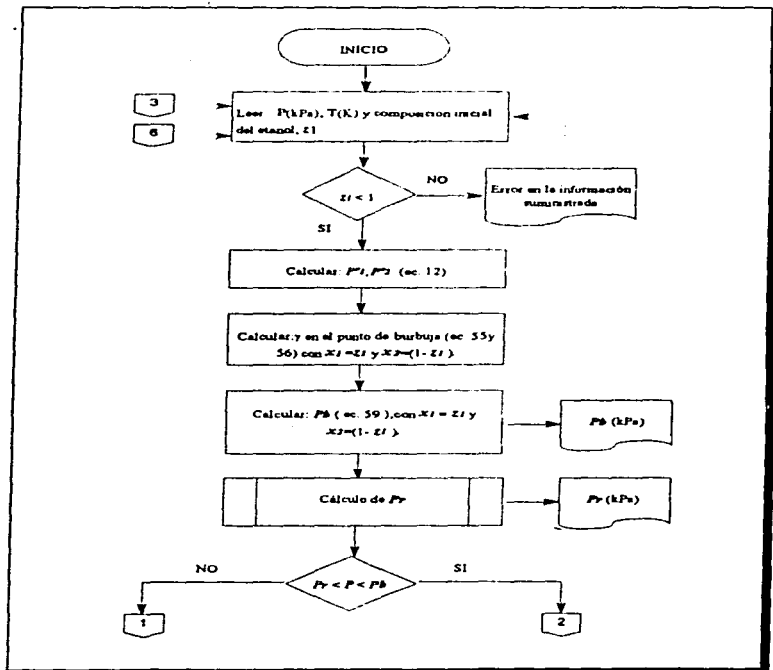 INICIO
3
6
Leer P(kPa), T(K) y composicion inicial
del etanol, z1
z1 < 1
NO
Error en la información
suministrada
SI
Calcular: P°1, P°2 (ec. 12)
Calcular:γ en el punto de burbuja (ec 55y
56) con x1 =z1 y x2=(1- z1).
Calcular: Pb ( ec. 59 ),con x1 = z1 y
x2=(1- z1).
Pb (kPa)
Cálculo de Pr
Pr (kPa)
NO
Pr < P < Pb
SI
1
2